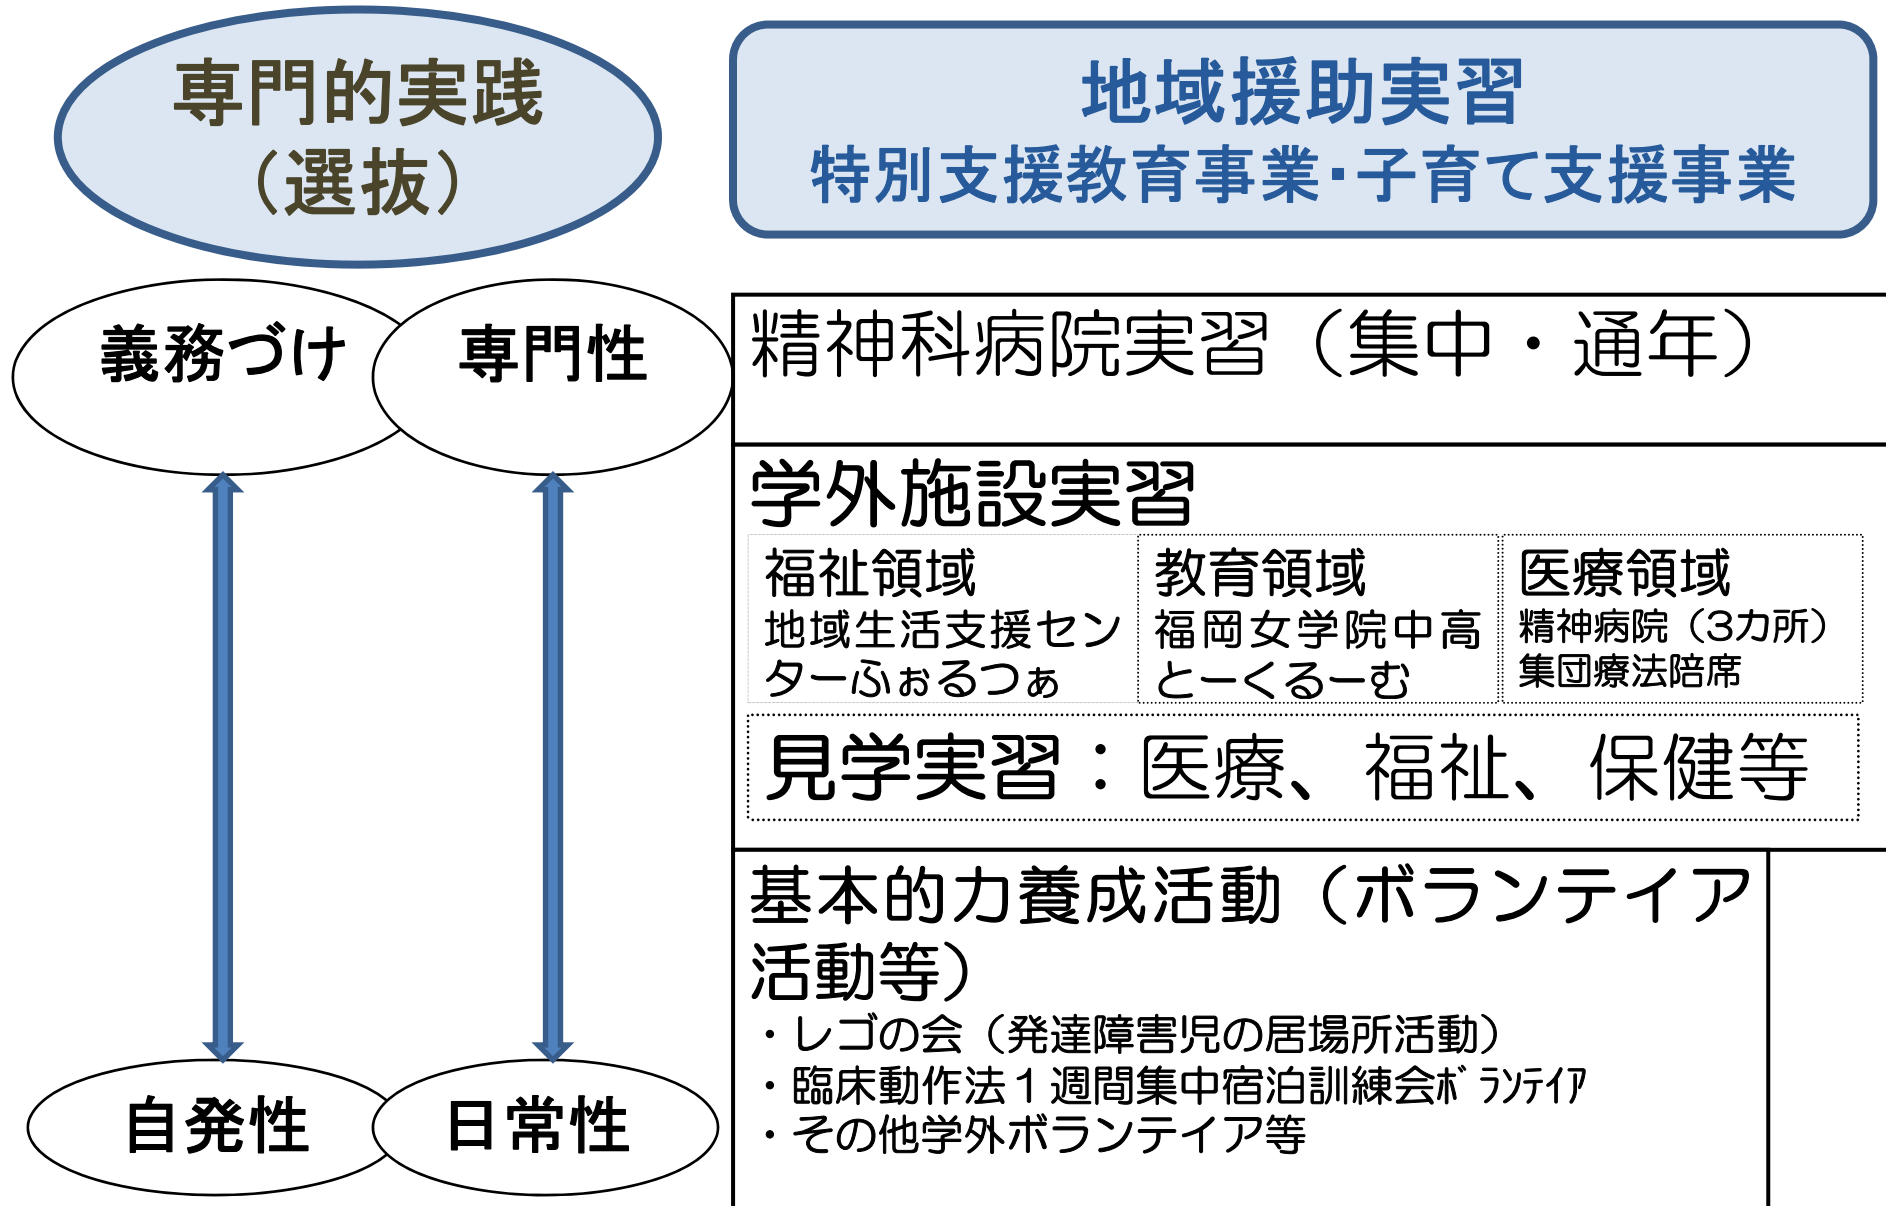 専門的実践
（選抜）
地域援助実習
特別支援教育事業・子育て支援事業
義務づけ
専門性
精神科病院実習（集中・通年）
学外施設実習
福祉領域
地域生活支援セン
ターふぉるつぁ
教育領域
福岡女学院中高
とーくるーむ
医療領域
精神病院（3カ所）
集団療法陪席
見学実習：医療、福祉、保健等
基本的力養成活動（ボランテイア
活動等）
・レゴの会（発達障害児の居場所活動）
・臨床動作法１週間集中宿泊訓練会ﾎﾞﾗﾝﾃｲｱ
・その他学外ボランテイア等
自発性
日常性